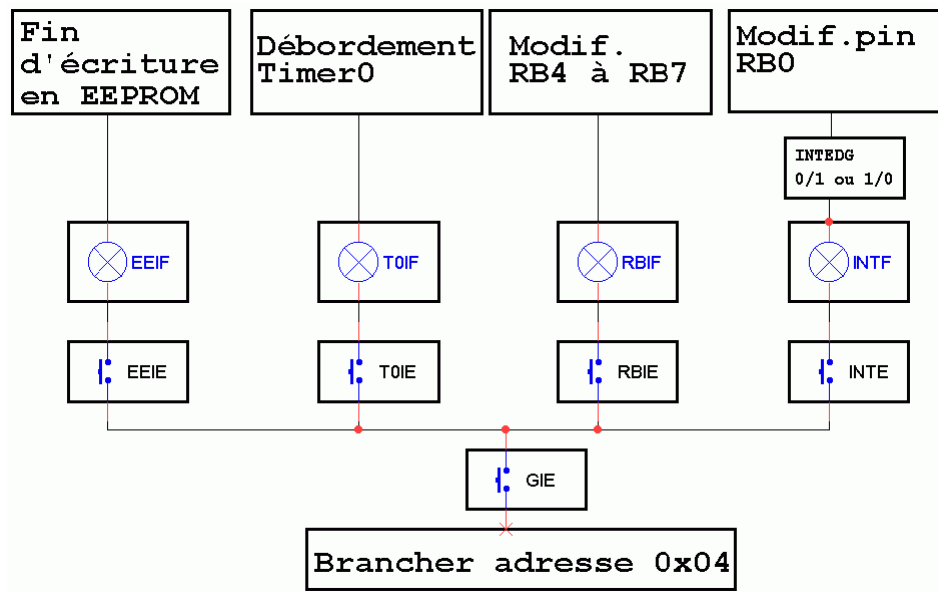 Fin
d'écriture
en EEPROM
Débordement
Timer0
Modif.
RB4 à RB7
Modif.pin
RB0
INTEDG
0/1 ou 1/0
EEIF
T0IF
RBIF
INTF
EEIE
T0IE
RBIE
INTE
GIE
Brancher adresse 0x04